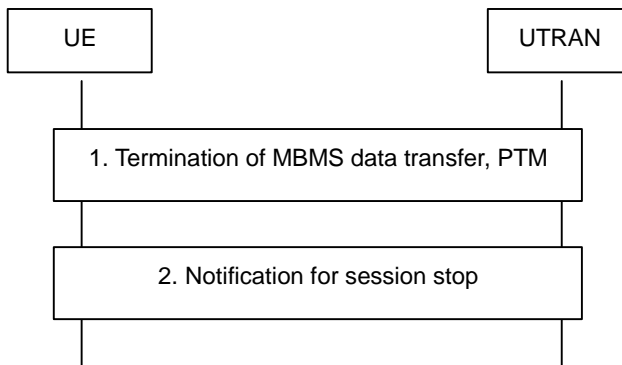 UE
UTRAN
1. Termination of MBMS data transfer, PTM
2. Notification for session stop